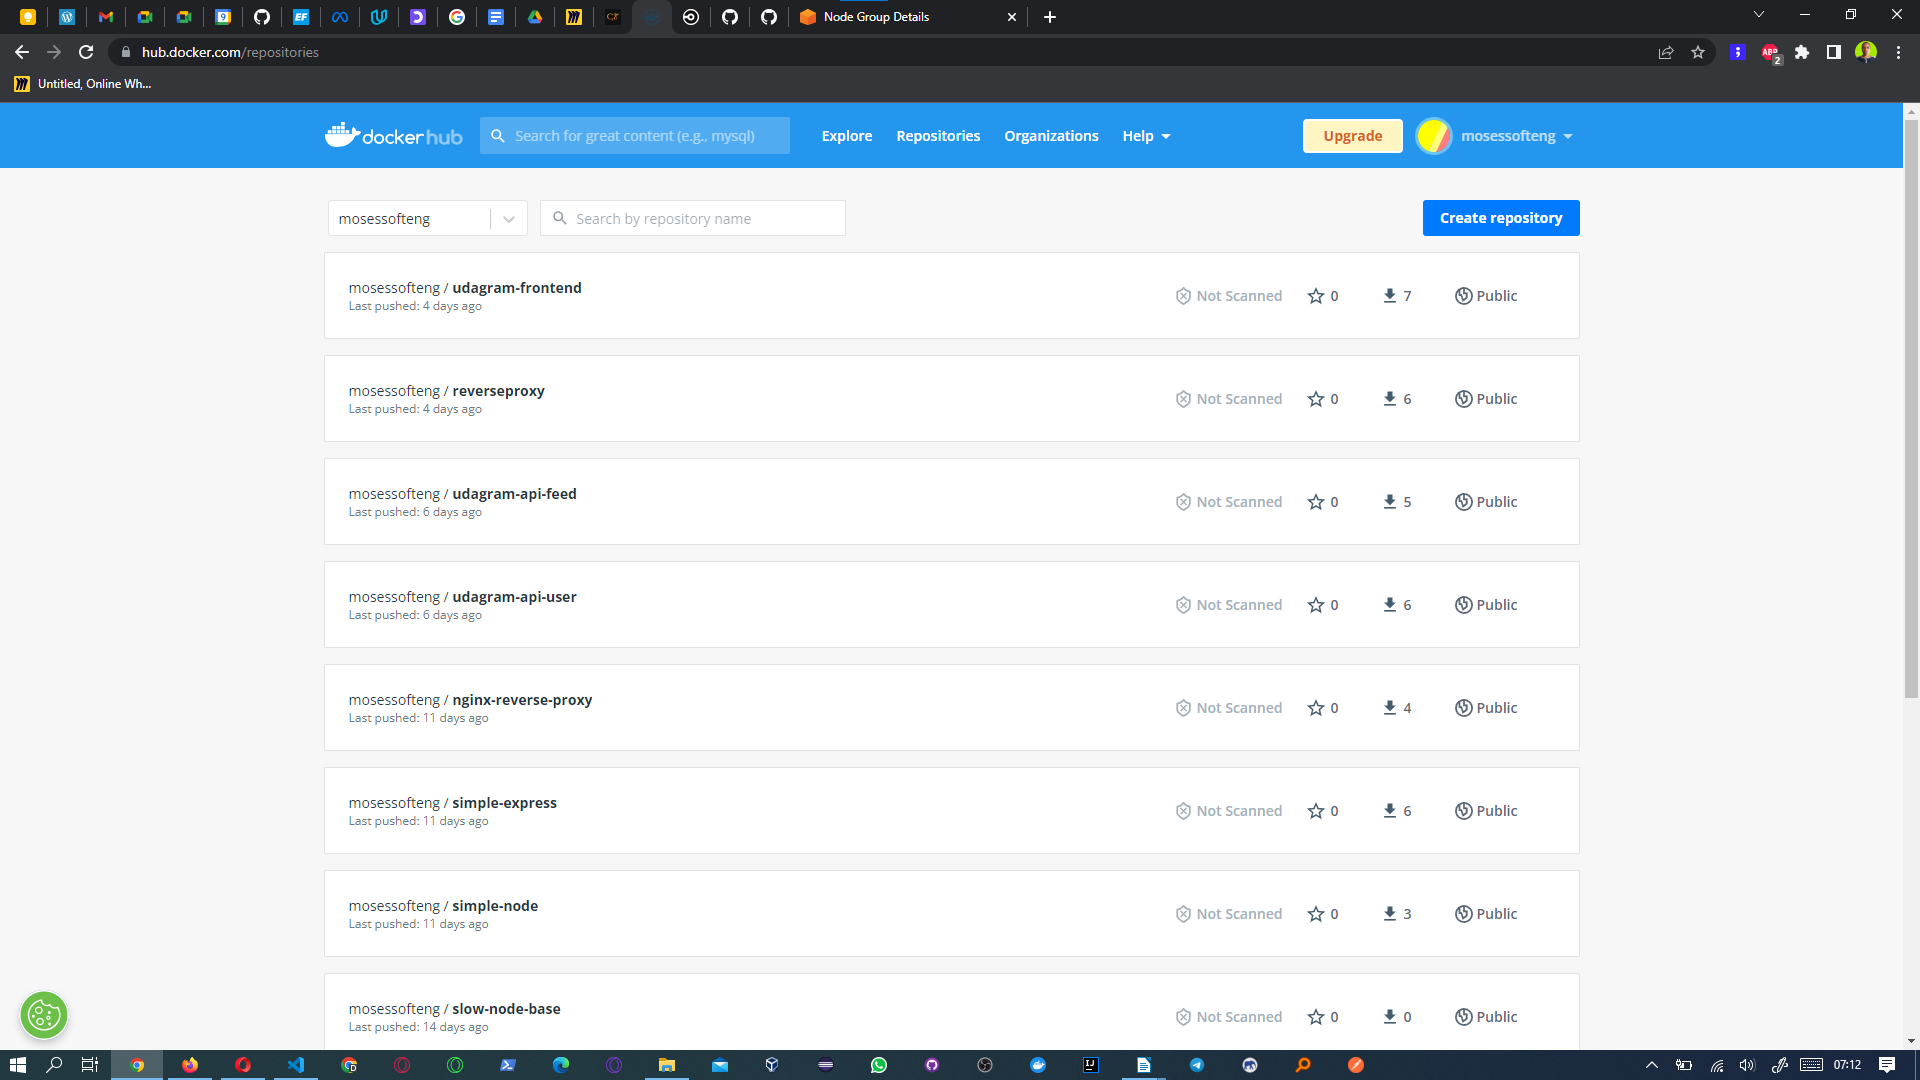 Node Group Details
hub.docker.com/repositories
ABP
2
Untitled, Online Wh...
docker hub
Search for great content (e.g., mysql)
Explore
Repositories
Organizations
Help
Upgrade
mosessofteng
mosessofteng
Search by repository name
Create repository
mosessofteng / udagram-frontend
Last pushed: 4 days ago
Not Scanned
0
7
Public
mosessofteng / reverseproxy
Last pushed: 4 days ago
Not Scanned
0
6
Public
mosessofteng / udagram-api-feed
Last pushed: 6 days ago
Not Scanned
0
5
Public
mosessofteng / udagram-api-user
Last pushed: 6 days ago
Not Scanned
0
6
Public
mosessofteng / nginx-reverse-proxy
Last pushed: 11 days ago
Not Scanned
0
4
Public
mosessofteng / simple-express
Last pushed: 11 days ago
Not Scanned
0
6
Public
mosessofteng / simple-node
Last pushed: 11 days ago
Not Scanned
0
3
Public
mosessofteng / slow-node-base
Last pushed: 14 days ago
Not Scanned
0
0
Public
07:12